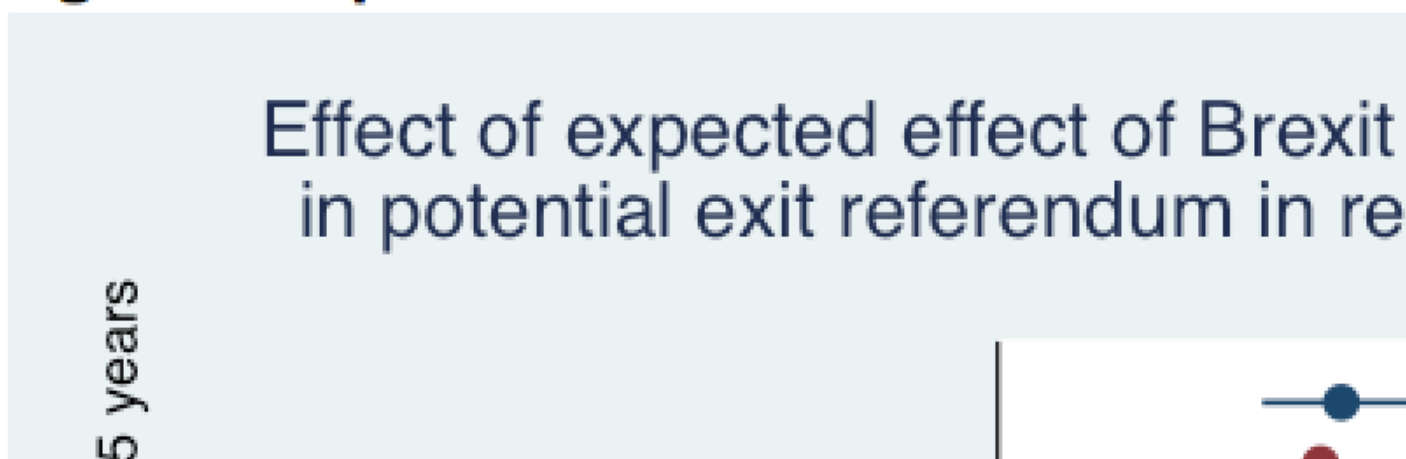 Effect of expected effect of Brexit
in potential exit referendum in re
5 years